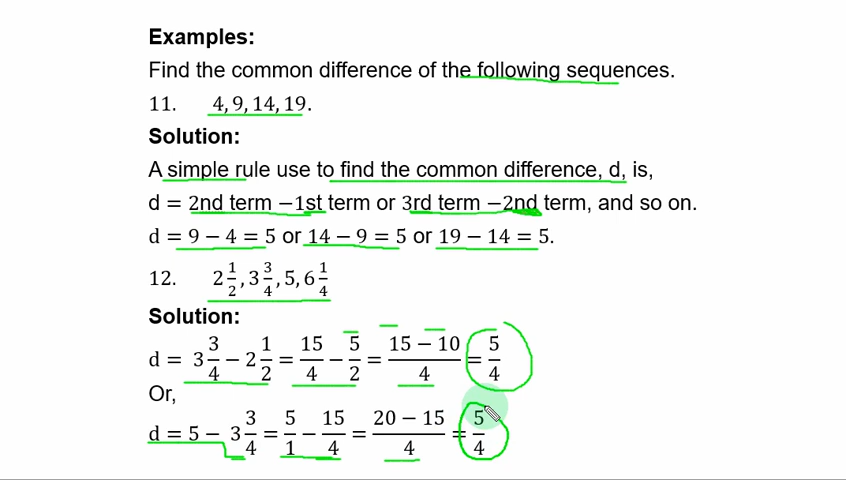 Examples:
Find the common difference of the following sequences.
11. 4, 9, 14, 19.
Solution:
A simple rule use to find the common difference, d, is,
d = 2nd term −1st term or 3rd term −2nd term, and so on.
d = 9 − 4 = 5 or 14 − 9 = 5 or 19 − 14 = 5.
12. 2 1/2, 3 3/4, 5, 6 1/4
Solution:
d = 3 3/4 − 2 1/2 = 15/4 − 5/2 = (15 − 10)/4 = 5/4
Or,
d = 5 − 3 3/4 = 5/1 − 15/4 = (20 − 15)/4 = 5/4